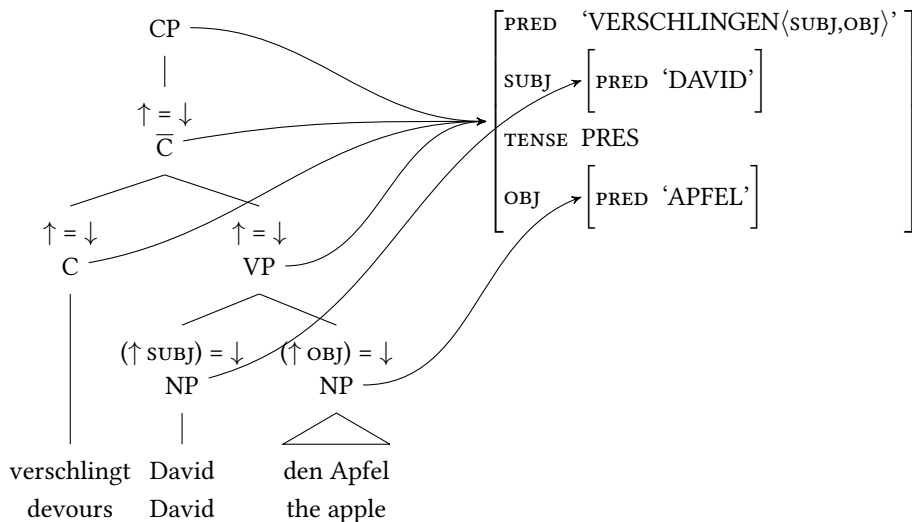 CP
↑ = ↓
C̅
↑ = ↓ ↑ = ↓
C VP
(↑ SUBJ) = ↓ (↑ OBJ) = ↓
NP NP
verschlingt David den Apfel
devours David the apple
PRED ‘VERSCHLINGEN⟨SUBJ,OBJ⟩’
SUBJ [PRED ‘DAVID’]
TENSE PRES
OBJ [PRED ‘APFEL’]